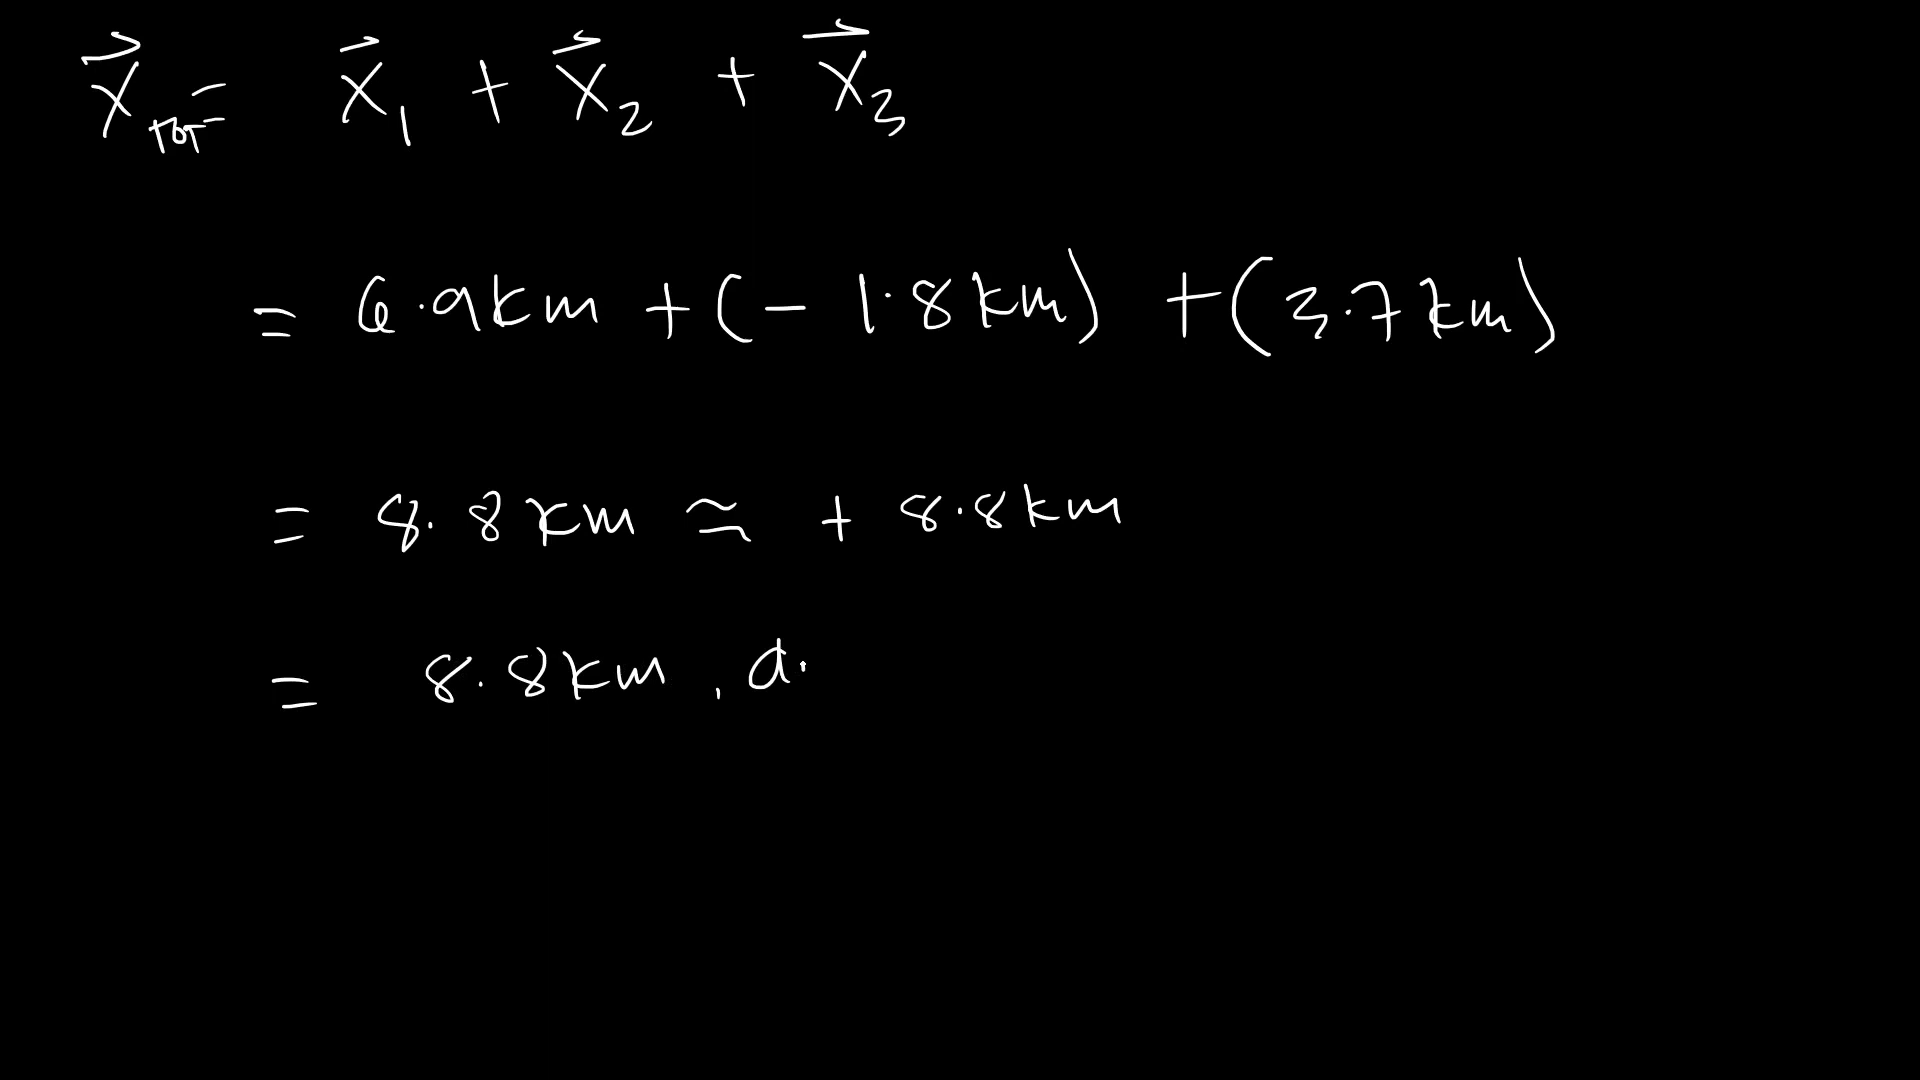 X⃗TOT = X⃗1 + X⃗2 + X⃗3
= 6.9km + (- 1.8km) + (3.7km)
= 8.8km ≃ + 8.8km
= 8.8km , d.